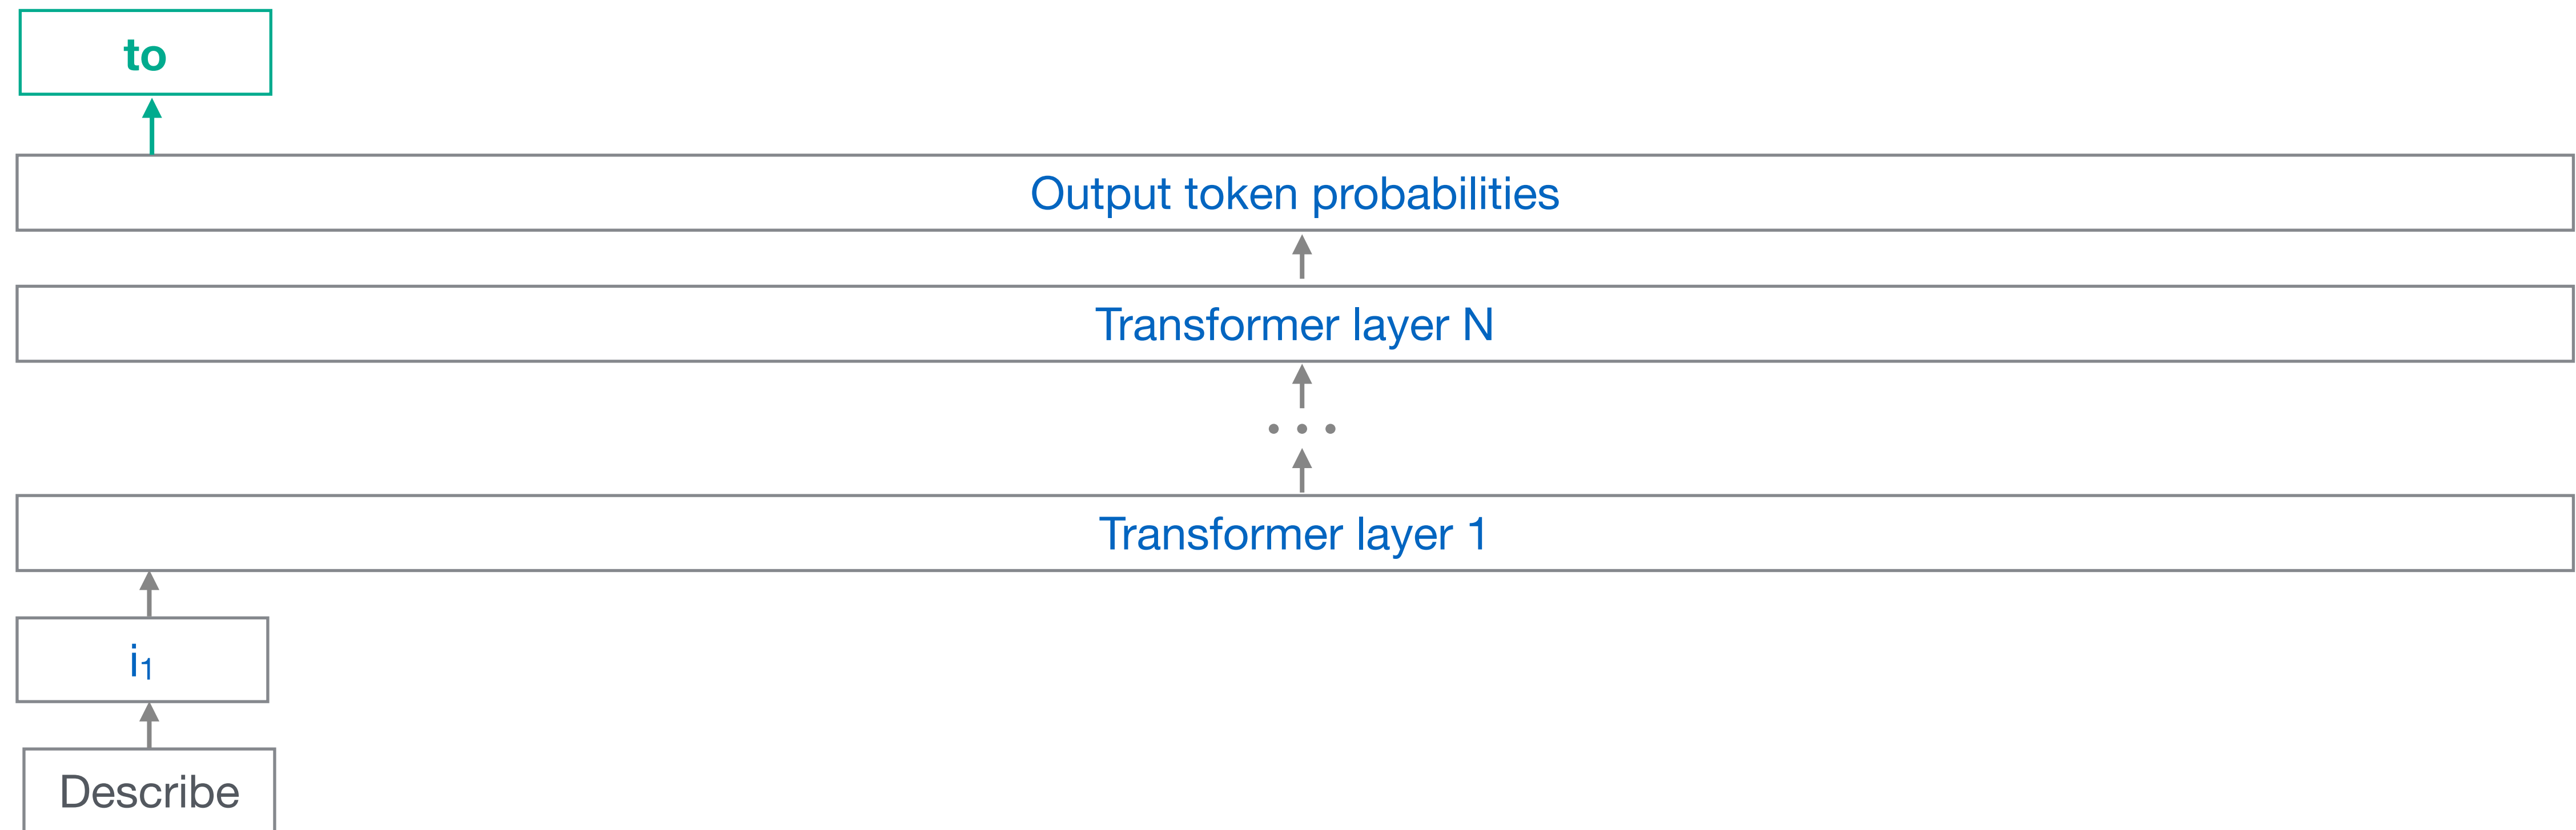 to
Output token probabilities
Transformer layer N
Transformer layer 1
i₁
Describe